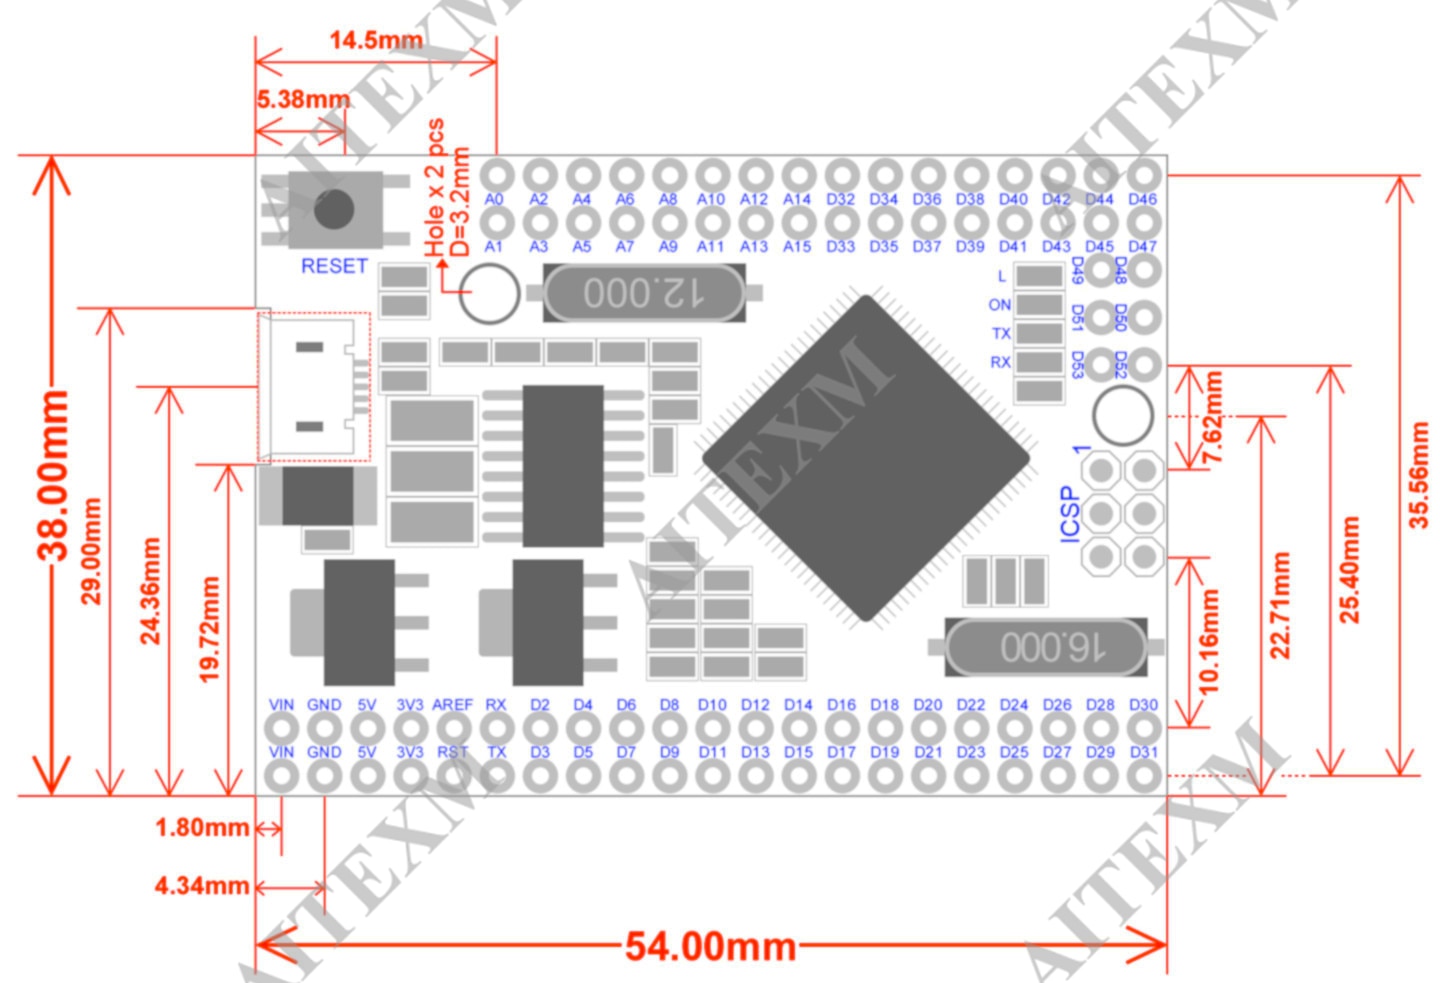 14.5mm
5.38mm
Hole x 2 pcs
D=3.2mm
A0 A2 A4 A6 A8 A10 A12 A14 D32 D34 D36 D38 D40 D42 D44 D46
A1 A3 A5 A7 A9 A11 A13 A15 D33 D35 D37 D39 D41 D43 D45 D47
RESET
12.000
L
ON
TX
RX
D49 D48
D51 D50
D53 D52
1
ICSP
16.000
38.00mm
29.00mm
24.36mm
19.72mm
7.62mm
10.16mm
22.71mm
25.40mm
35.56mm
VIN GND 5V 3V3 AREF RX D2 D4 D6 D8 D10 D12 D14 D16 D18 D20 D22 D24 D26 D28 D30
VIN GND 5V 3V3 RST TX D3 D5 D7 D9 D11 D13 D15 D17 D19 D21 D23 D25 D27 D29 D31
1.80mm
4.34mm
54.00mm
AITEXM
AITEXM
AITEXM
AITEXM
AITEXM